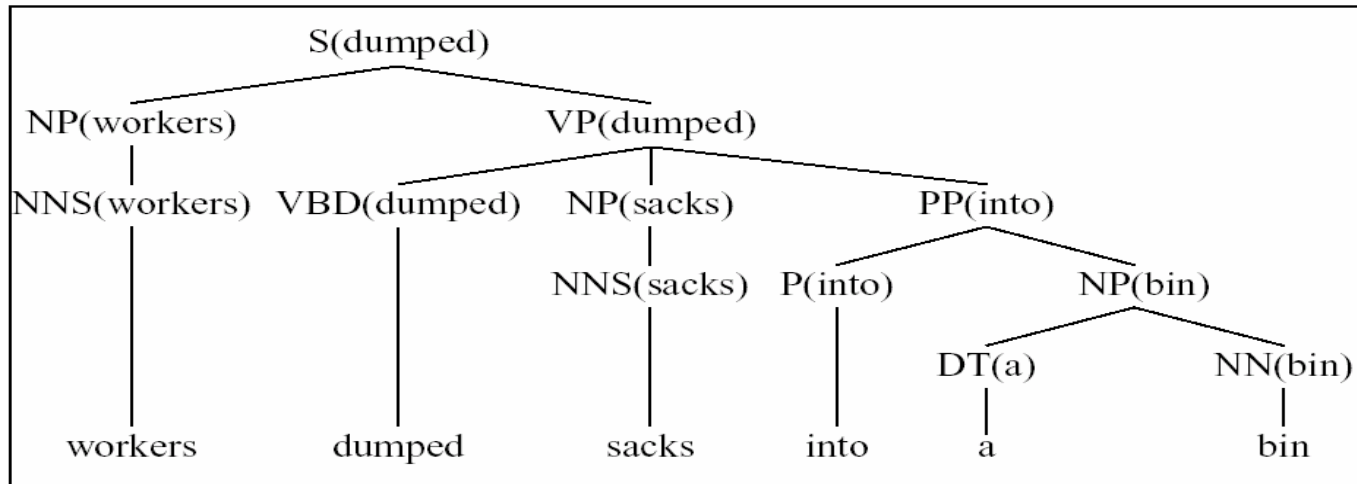 S(dumped)
NP(workers) VP(dumped)
NNS(workers) VBD(dumped) NP(sacks) PP(into)
NNS(sacks) P(into) NP(bin)
DT(a) NN(bin)
workers dumped sacks into a bin